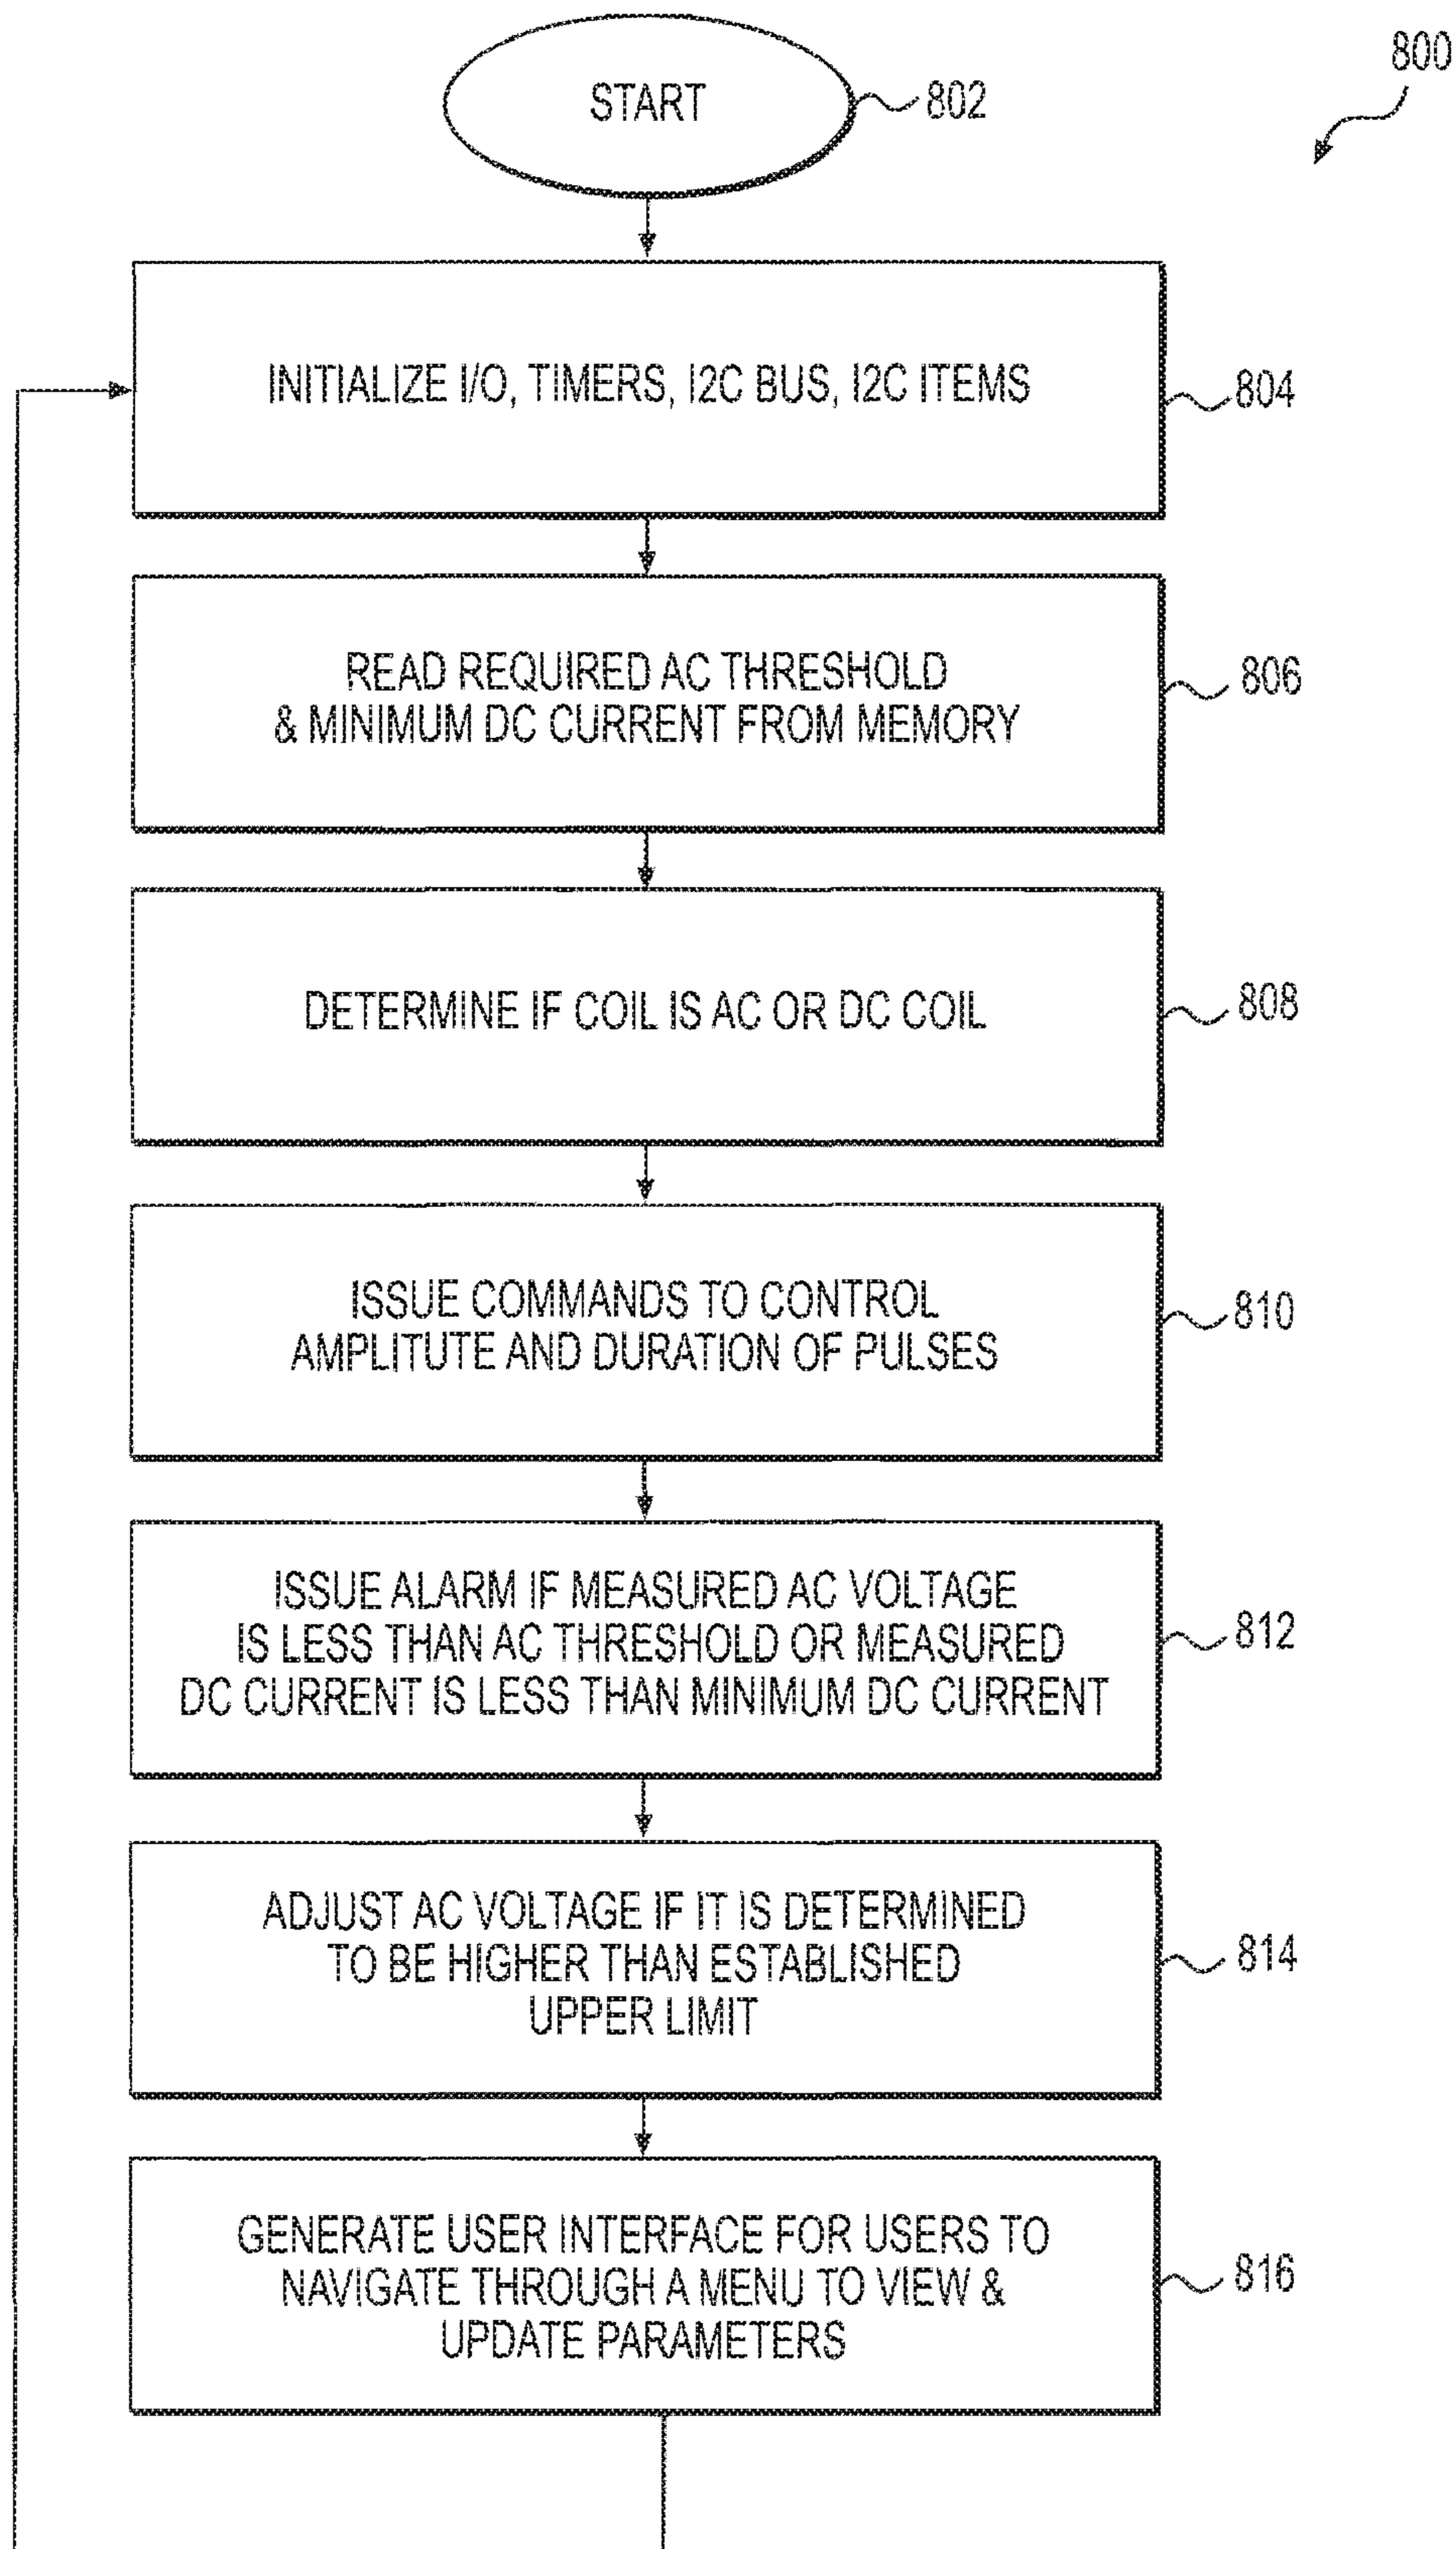 800
START
802
INITIALIZE I/O, TIMERS, I2C BUS, I2C ITEMS
804
READ REQUIRED AC THRESHOLD
& MINIMUM DC CURRENT FROM MEMORY
806
DETERMINE IF COIL IS AC OR DC COIL
808
ISSUE COMMANDS TO CONTROL
AMPLITUTE AND DURATION OF PULSES
810
ISSUE ALARM IF MEASURED AC VOLTAGE
IS LESS THAN AC THRESHOLD OR MEASURED
DC CURRENT IS LESS THAN MINIMUM DC CURRENT
812
ADJUST AC VOLTAGE IF IT IS DETERMINED
TO BE HIGHER THAN ESTABLISHED
UPPER LIMIT
814
GENERATE USER INTERFACE FOR USERS TO
NAVIGATE THROUGH A MENU TO VIEW &
UPDATE PARAMETERS
816